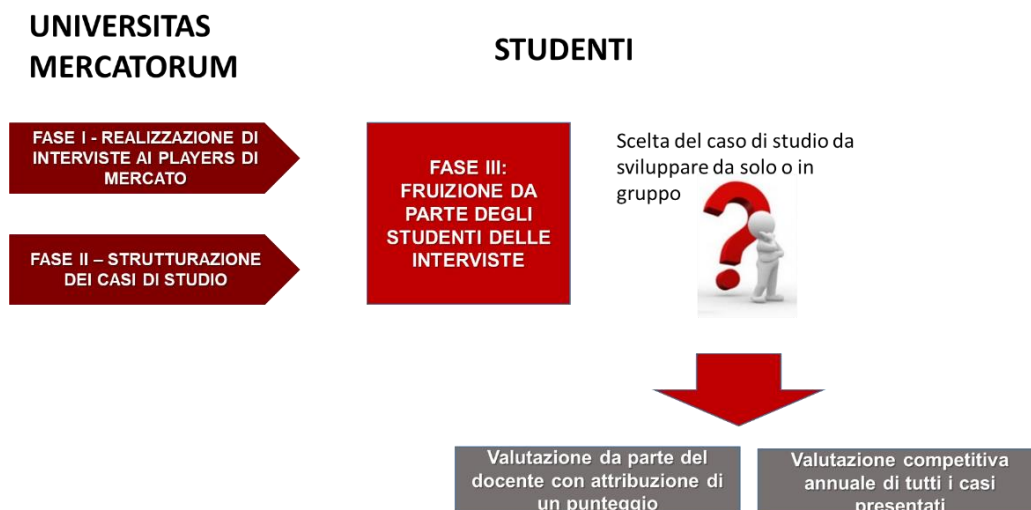 UNIVERSITAS
MERCATORUM
STUDENTI
FASE I - REALIZZAZIONE DI
INTERVISTE AI PLAYERS DI
MERCATO
FASE II – STRUTTURAZIONE
DEI CASI DI STUDIO
FASE III:
FRUIZIONE DA
PARTE DEGLI
STUDENTI DELLE
INTERVISTE
Scelta del caso di studio da
sviluppare da solo o in
gruppo
Valutazione da parte del
docente con attribuzione di
un punteggio
Valutazione competitiva
annuale di tutti i casi
presentati